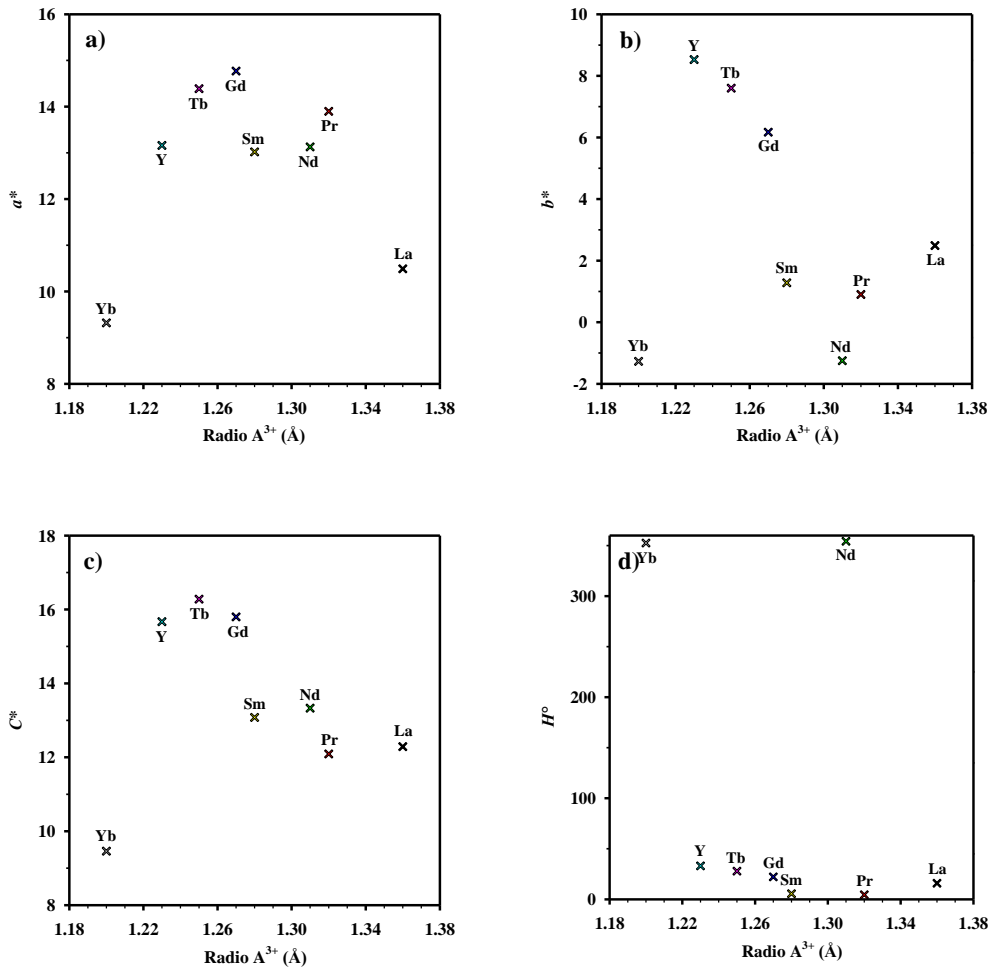 a)
16
14
12
10
8
a*
Gd
Tb
Pr
Sm
Y
Nd
La
Yb
1.18 1.22 1.26 1.30 1.34 1.38
Radio A³⁺ (Å)
b)
10
8
6
4
2
0
-2
b*
Y
Tb
Gd
Sm
Pr
La
Nd
Yb
1.18 1.22 1.26 1.30 1.34 1.38
Radio A³⁺ (Å)
c)
18
16
14
12
10
8
C*
Tb
Y
Gd
Nd
Sm
Pr
La
Yb
1.18 1.22 1.26 1.30 1.34 1.38
Radio A³⁺ (Å)
d)
300
200
100
0
H°
Yb
Nd
Y
Tb
Gd
Sm
Pr
La
1.18 1.22 1.26 1.30 1.34 1.38
Radio A³⁺ (Å)